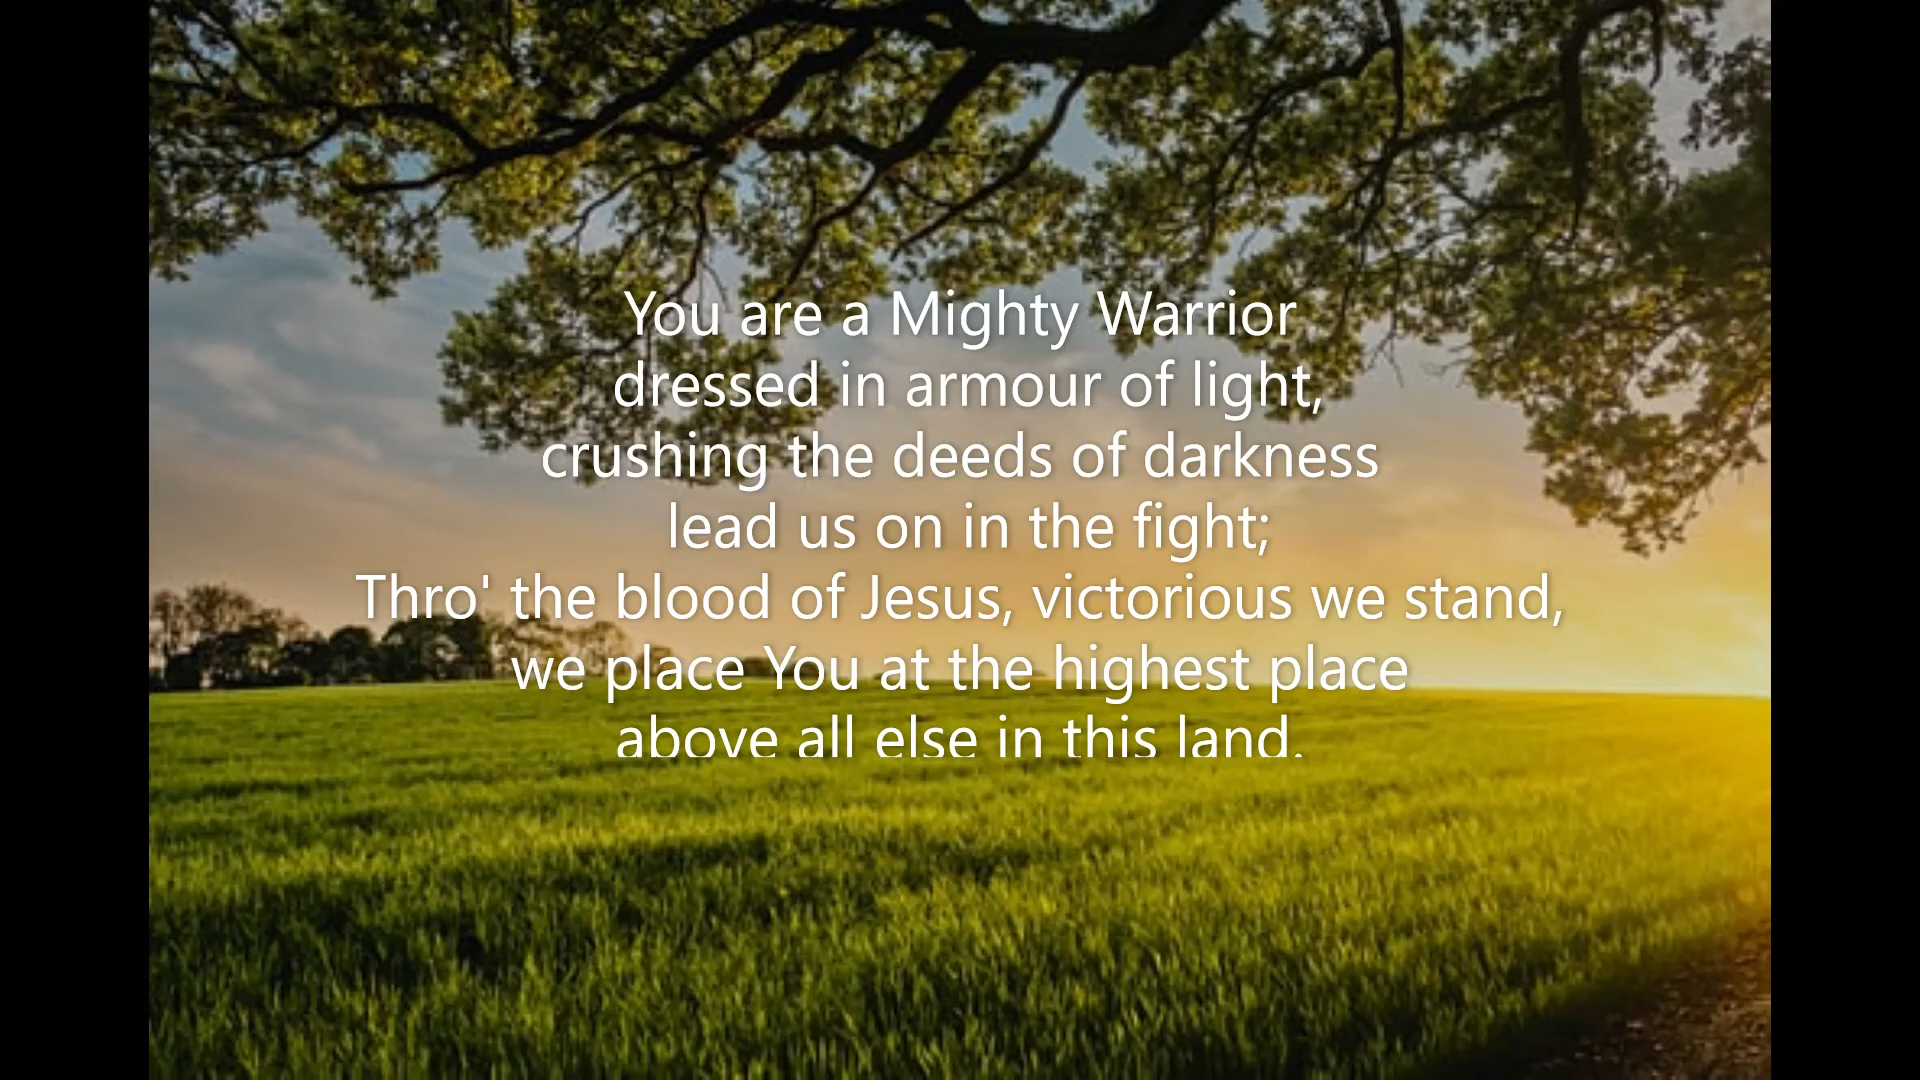 You are a Mighty Warrior
dressed in armour of light,
crushing the deeds of darkness
lead us on in the fight;
Thro' the blood of Jesus, victorious we stand,
we place You at the highest place
above all else in this land.